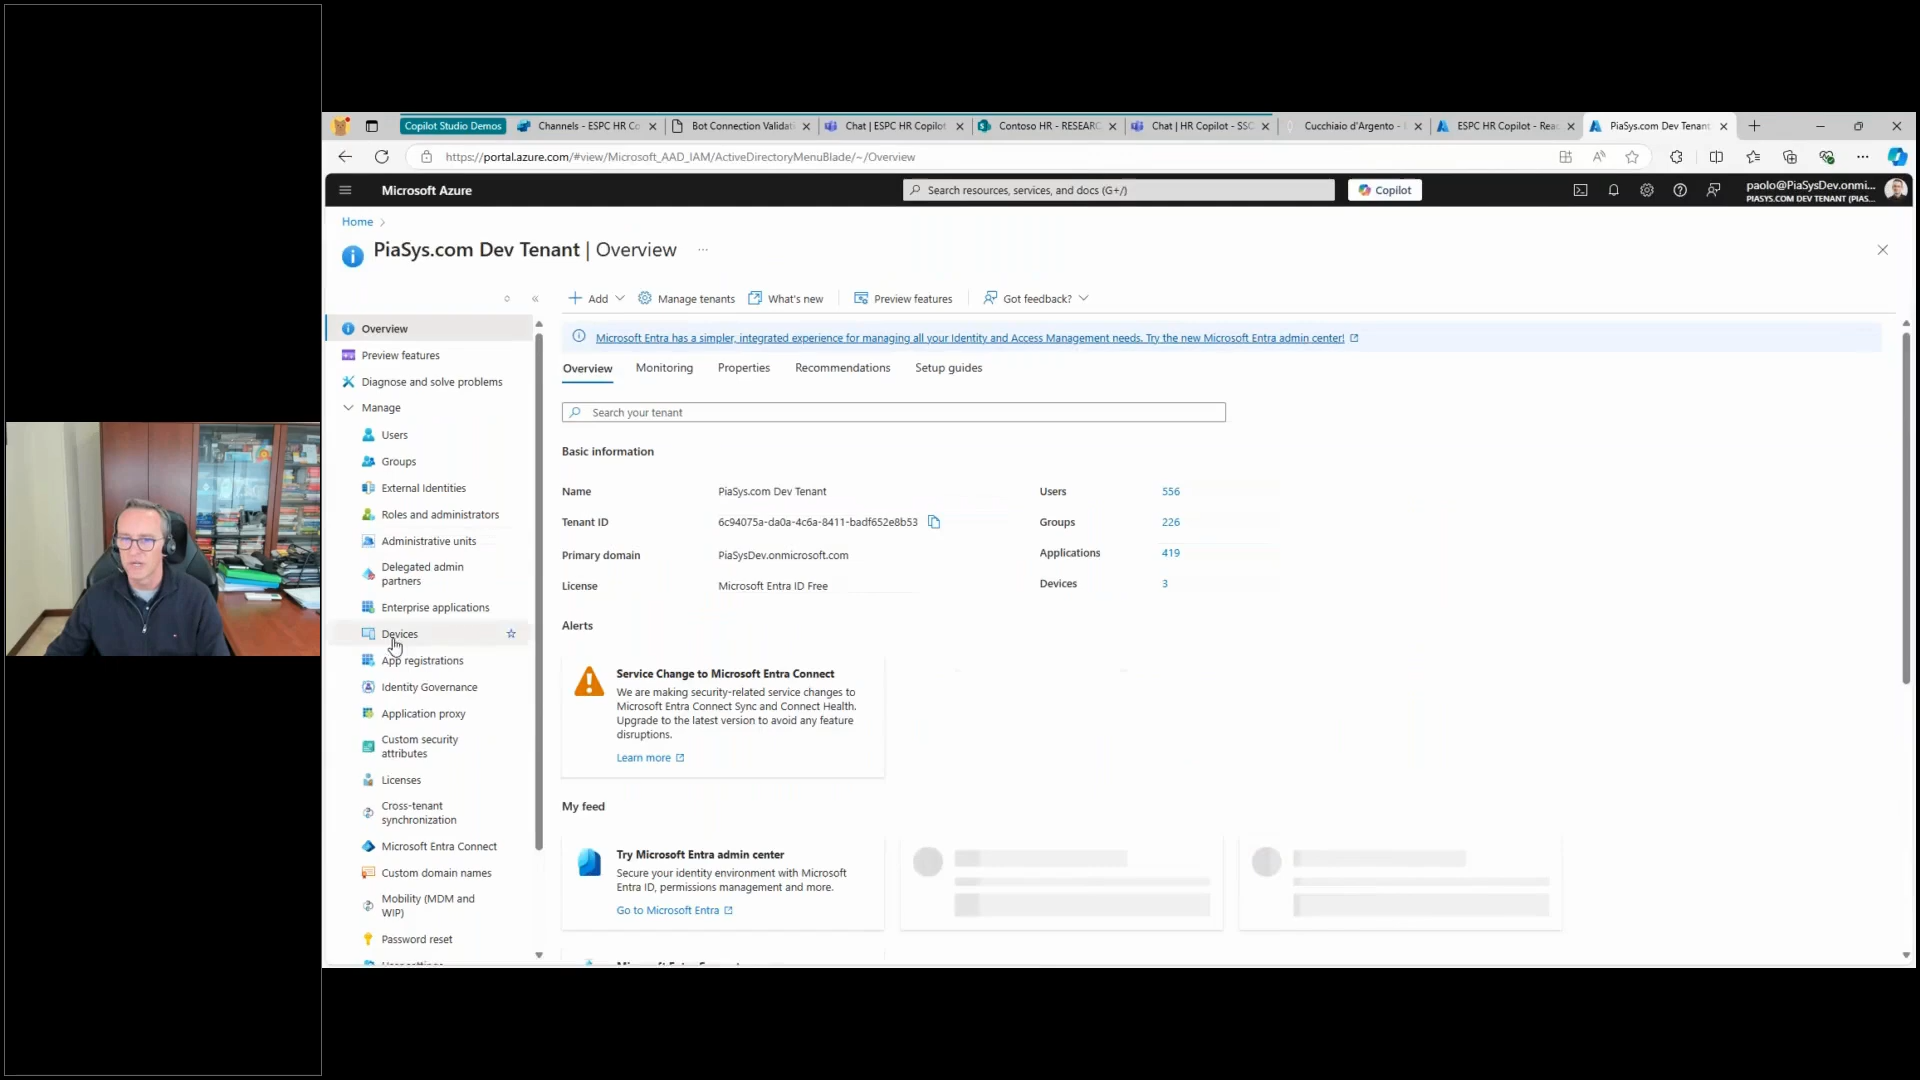 Copilot Studio Demos
Channels - ESPC HR Co
Bot Connection Validati
Chat | ESPC HR Copilot
Contoso HR - RESEARC
Chat | HR Copilot - SSC
Cucchiaio d'Argento -
ESPC HR Copilot - Rea
PiaSys.com Dev Tenant
https://portal.azure.com/#view/Microsoft_AAD_IAM/ActiveDirectoryMenuBlade/~/Overview
Microsoft Azure
Search resources, services, and docs (G+/)
Copilot
paolo@PiaSysDev.onmi...
PIASYS.COM DEV TENANT (PIAS...
Home
PiaSys.com Dev Tenant | Overview
Add
Manage tenants
What's new
Preview features
Got feedback?
Microsoft Entra has a simpler, integrated experience for managing all your Identity and Access Management needs. Try the new Microsoft Entra admin center!
Overview
Preview features
Diagnose and solve problems
Manage
Users
Groups
External Identities
Roles and administrators
Administrative units
Delegated admin
partners
Enterprise applications
Devices
App registrations
Identity Governance
Application proxy
Custom security
attributes
Licenses
Cross-tenant
synchronization
Microsoft Entra Connect
Custom domain names
Mobility (MDM and
WIP)
Password reset
Overview
Monitoring
Properties
Recommendations
Setup guides
Search your tenant
Basic information
Name
PiaSys.com Dev Tenant
Users
556
Tenant ID
6c94075a-da0a-4c6a-8411-badf652e8b53
Groups
226
Primary domain
PiaSysDev.onmicrosoft.com
Applications
419
License
Microsoft Entra ID Free
Devices
3
Alerts
Service Change to Microsoft Entra Connect
We are making security-related service changes to
Microsoft Entra Connect Sync and Connect Health.
Upgrade to the latest version to avoid any feature
disruptions.
Learn more
My feed
Try Microsoft Entra admin center
Secure your identity environment with Microsoft
Entra ID, permissions management and more.
Go to Microsoft Entra